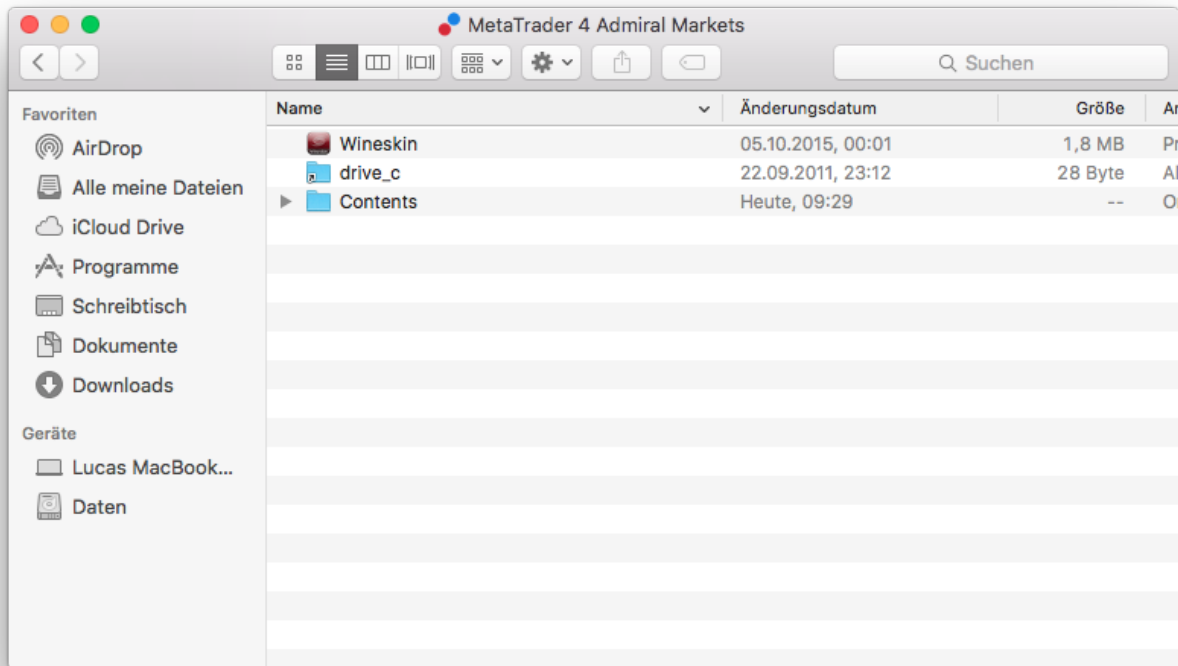 MetaTrader 4 Admiral Markets
Suchen
Favoriten
AirDrop
Alle meine Dateien
iCloud Drive
Programme
Schreibtisch
Dokumente
Downloads
Geräte
Lucas MacBook...
Daten
Name Änderungsdatum Größe
Wineskin 05.10.2015, 00:01 1,8 MB
drive_c 22.09.2011, 23:12 28 Byte
Contents Heute, 09:29 --